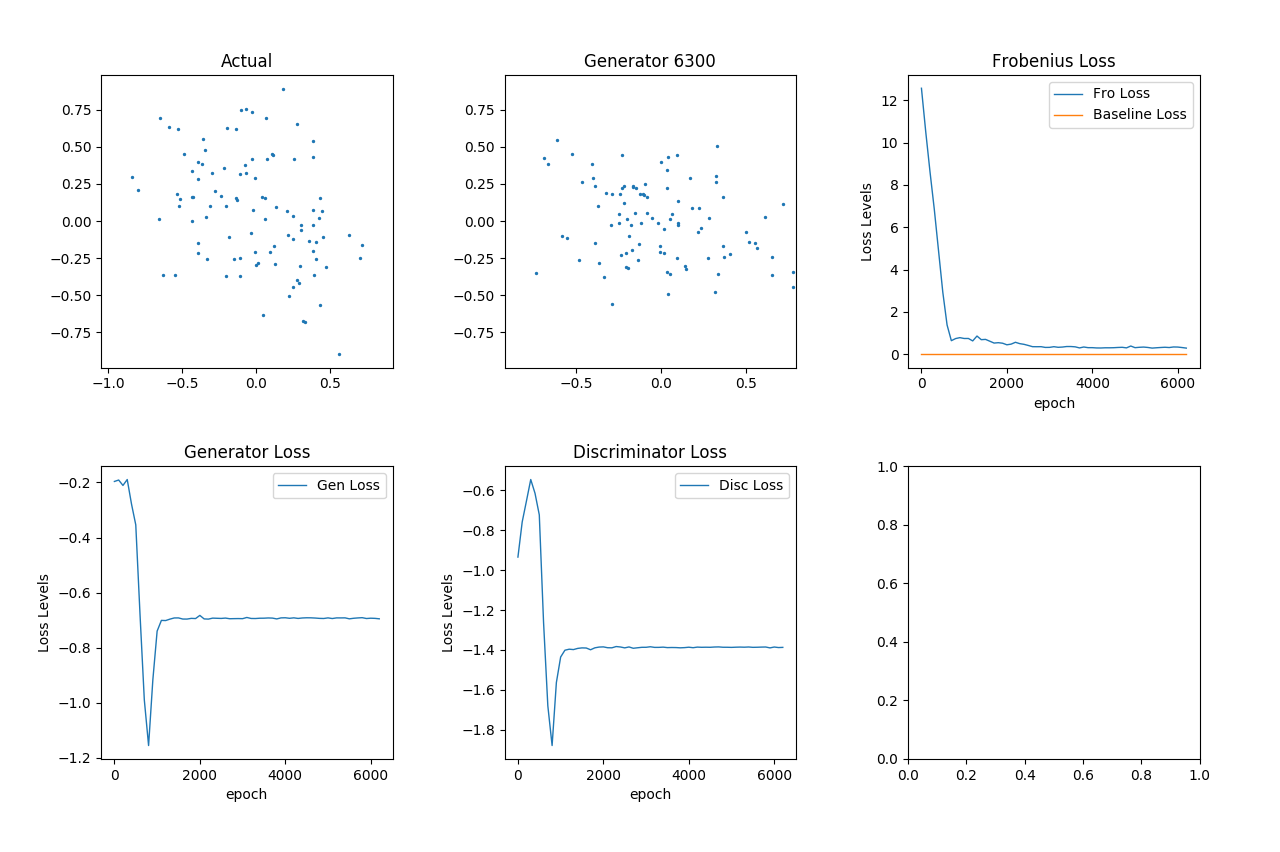 Actual
0.75
0.50
0.25
0.00
−0.25
−0.50
−0.75
−1.0 −0.5 0.0 0.5
Generator 6300
0.75
0.50
0.25
0.00
−0.25
−0.50
−0.75
−0.5 0.0 0.5
Frobenius Loss
Fro Loss
Baseline Loss
Loss Levels
12
10
8
6
4
2
0
0 2000 4000 6000
epoch
Generator Loss
Gen Loss
Loss Levels
−0.2
−0.4
−0.6
−0.8
−1.0
−1.2
0 2000 4000 6000
epoch
Discriminator Loss
Disc Loss
Loss Levels
−0.6
−0.8
−1.0
−1.2
−1.4
−1.6
−1.8
0 2000 4000 6000
epoch
1.0
0.8
0.6
0.4
0.2
0.0
0.0 0.2 0.4 0.6 0.8 1.0